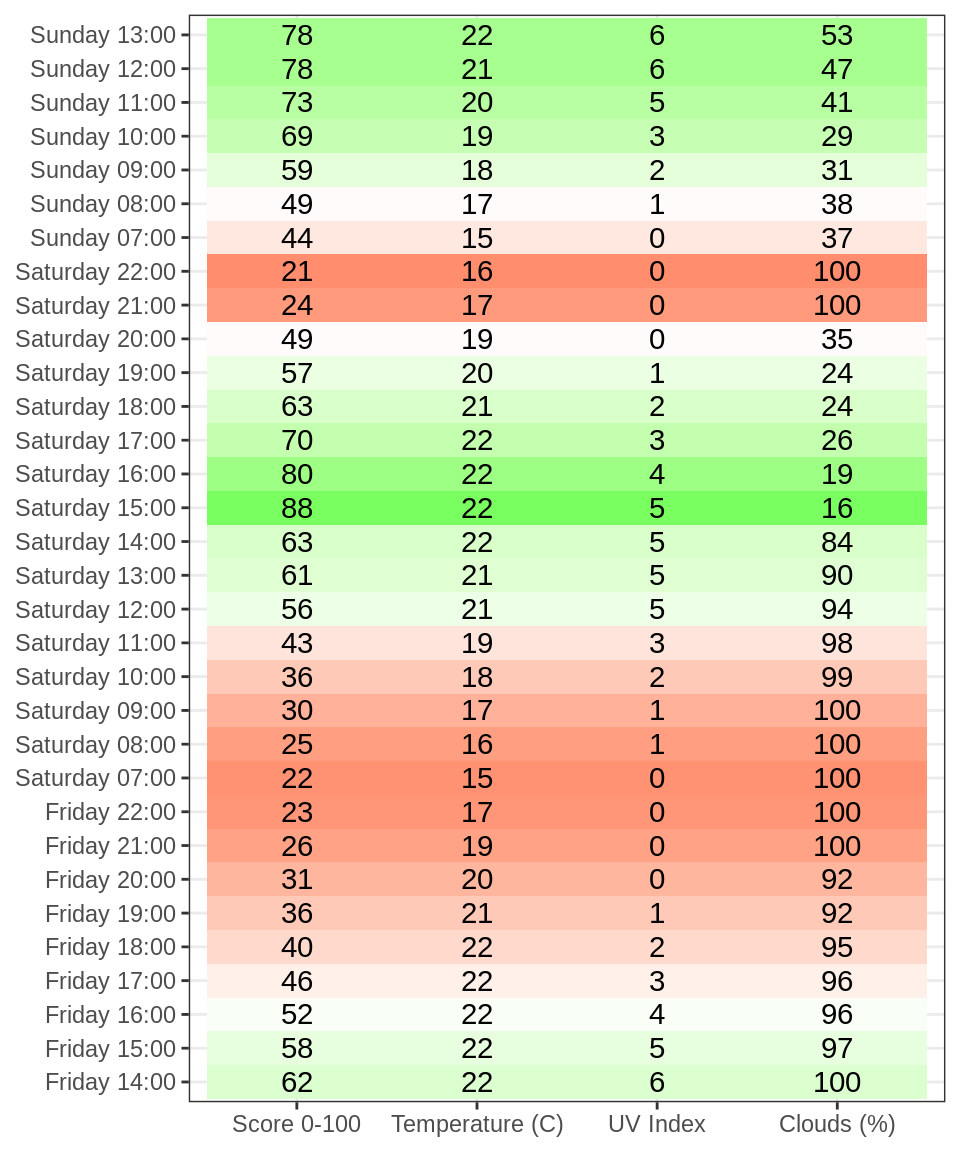 Sunday 13:00 78 22 6 53
Sunday 12:00 78 21 6 47
Sunday 11:00 73 20 5 41
Sunday 10:00 69 19 3 29
Sunday 09:00 59 18 2 31
Sunday 08:00 49 17 1 38
Sunday 07:00 44 15 0 37
Saturday 22:00 21 16 0 100
Saturday 21:00 24 17 0 100
Saturday 20:00 49 19 0 35
Saturday 19:00 57 20 1 24
Saturday 18:00 63 21 2 24
Saturday 17:00 70 22 3 26
Saturday 16:00 80 22 4 19
Saturday 15:00 88 22 5 16
Saturday 14:00 63 22 5 84
Saturday 13:00 61 21 5 90
Saturday 12:00 56 21 5 94
Saturday 11:00 43 19 3 98
Saturday 10:00 36 18 2 99
Saturday 09:00 30 17 1 100
Saturday 08:00 25 16 1 100
Saturday 07:00 22 15 0 100
Friday 22:00 23 17 0 100
Friday 21:00 26 19 0 100
Friday 20:00 31 20 0 92
Friday 19:00 36 21 1 92
Friday 18:00 40 22 2 95
Friday 17:00 46 22 3 96
Friday 16:00 52 22 4 96
Friday 15:00 58 22 5 97
Friday 14:00 62 22 6 100
Score 0-100 Temperature (C) UV Index Clouds (%)